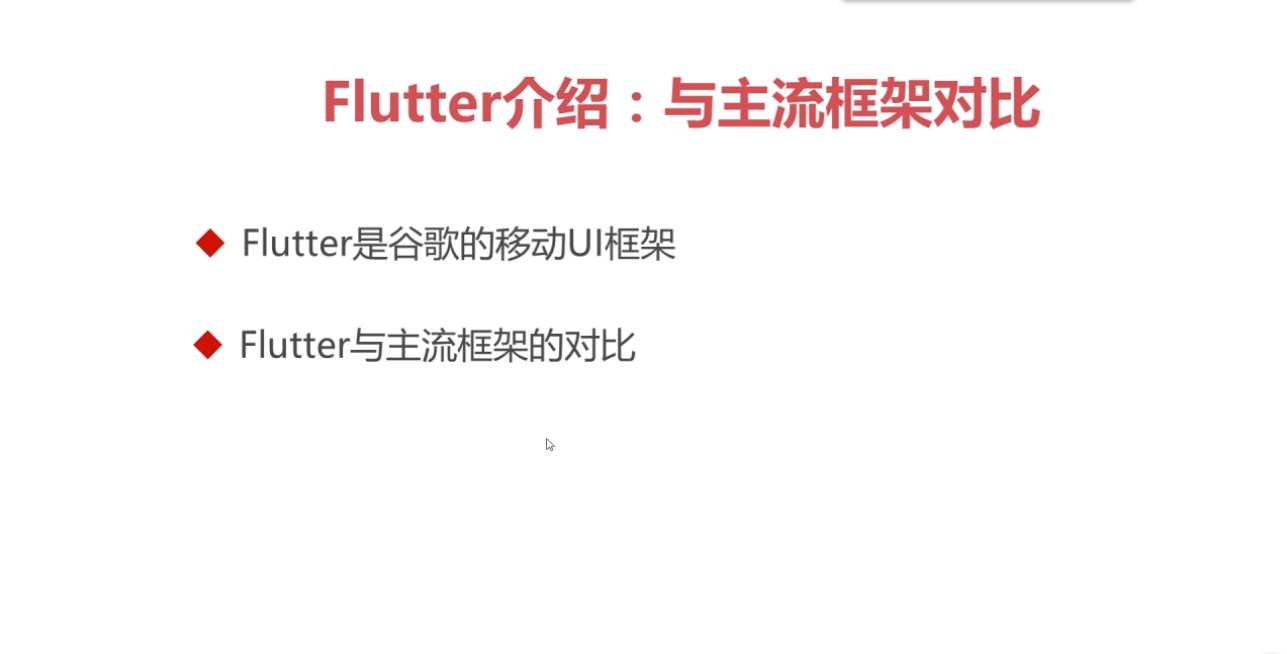 Flutter介绍：与主流框架对比
Flutter是谷歌的移动UI框架
Flutter与主流框架的对比